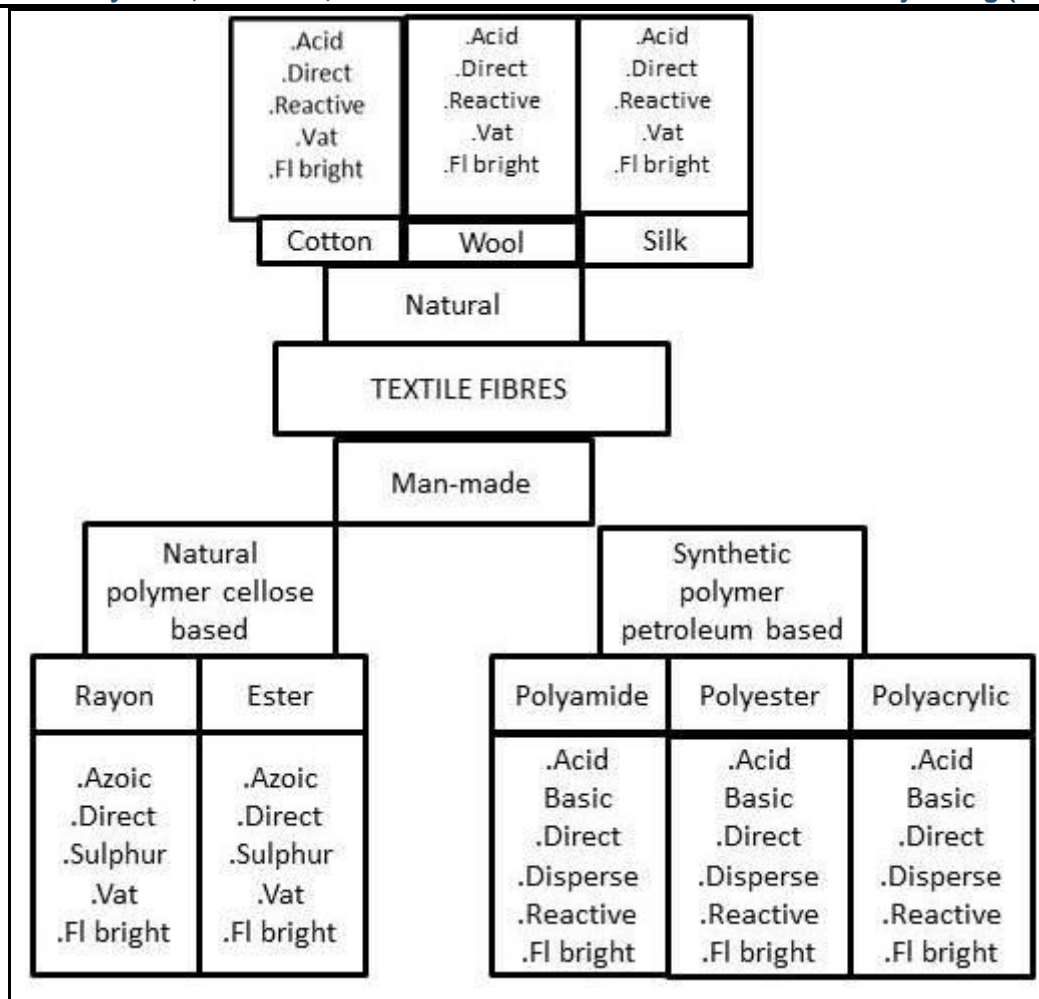 .Acid
.Direct
.Reactive
.Vat
.Fl bright
.Acid
.Direct
.Reactive
.Vat
.Fl bright
.Acid
.Direct
.Reactive
.Vat
.Fl bright
Cotton
Wool
Silk
Natural
TEXTILE FIBRES
Man-made
Natural
polymer cellose
based
Synthetic
polymer
petroleum based
Rayon
Ester
Polyamide
Polyester
Polyacrylic
.Azoic
.Direct
.Sulphur
.Vat
.Fl bright
.Azoic
.Direct
.Sulphur
.Vat
.Fl bright
.Acid
Basic
.Direct
.Disperse
.Reactive
.Fl bright
.Acid
Basic
.Direct
.Disperse
.Reactive
.Fl bright
.Acid
Basic
.Direct
.Disperse
.Reactive
.Fl bright